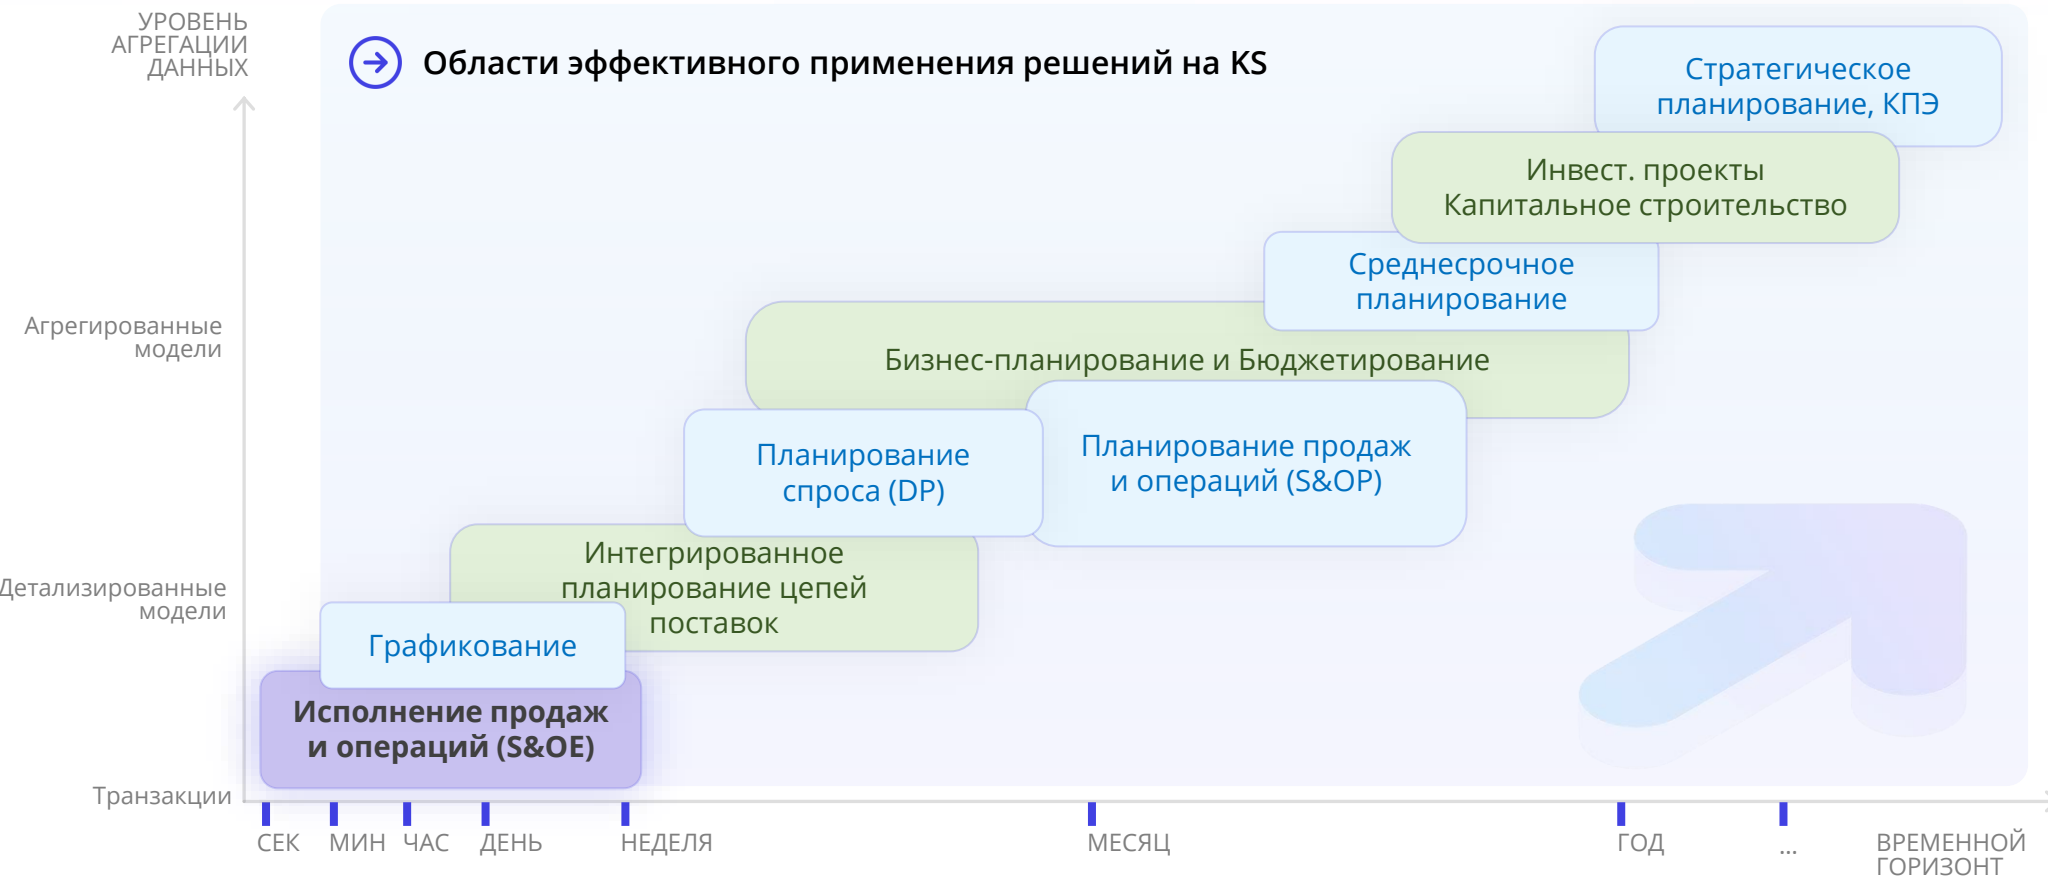 УРОВЕНЬ
АГРЕГАЦИИ
ДАННЫХ
Области эффективного применения решений на KS
Стратегическое
планирование, КПЭ
Инвест. проекты
Капитальное строительство
Среднесрочное
планирование
Агрегированные
модели
Бизнес-планирование и Бюджетирование
Планирование продаж
и операций (S&OP)
Планирование
спроса (DP)
Интегрированное
планирование цепей
поставок
Детализированные
модели
Графикование
Исполнение продаж
и операций (S&OE)
Транзакции
СЕК МИН ЧАС ДЕНЬ НЕДЕЛЯ МЕСЯЦ ГОД ... ВРЕМЕННОЙ
ГОРИЗОНТ